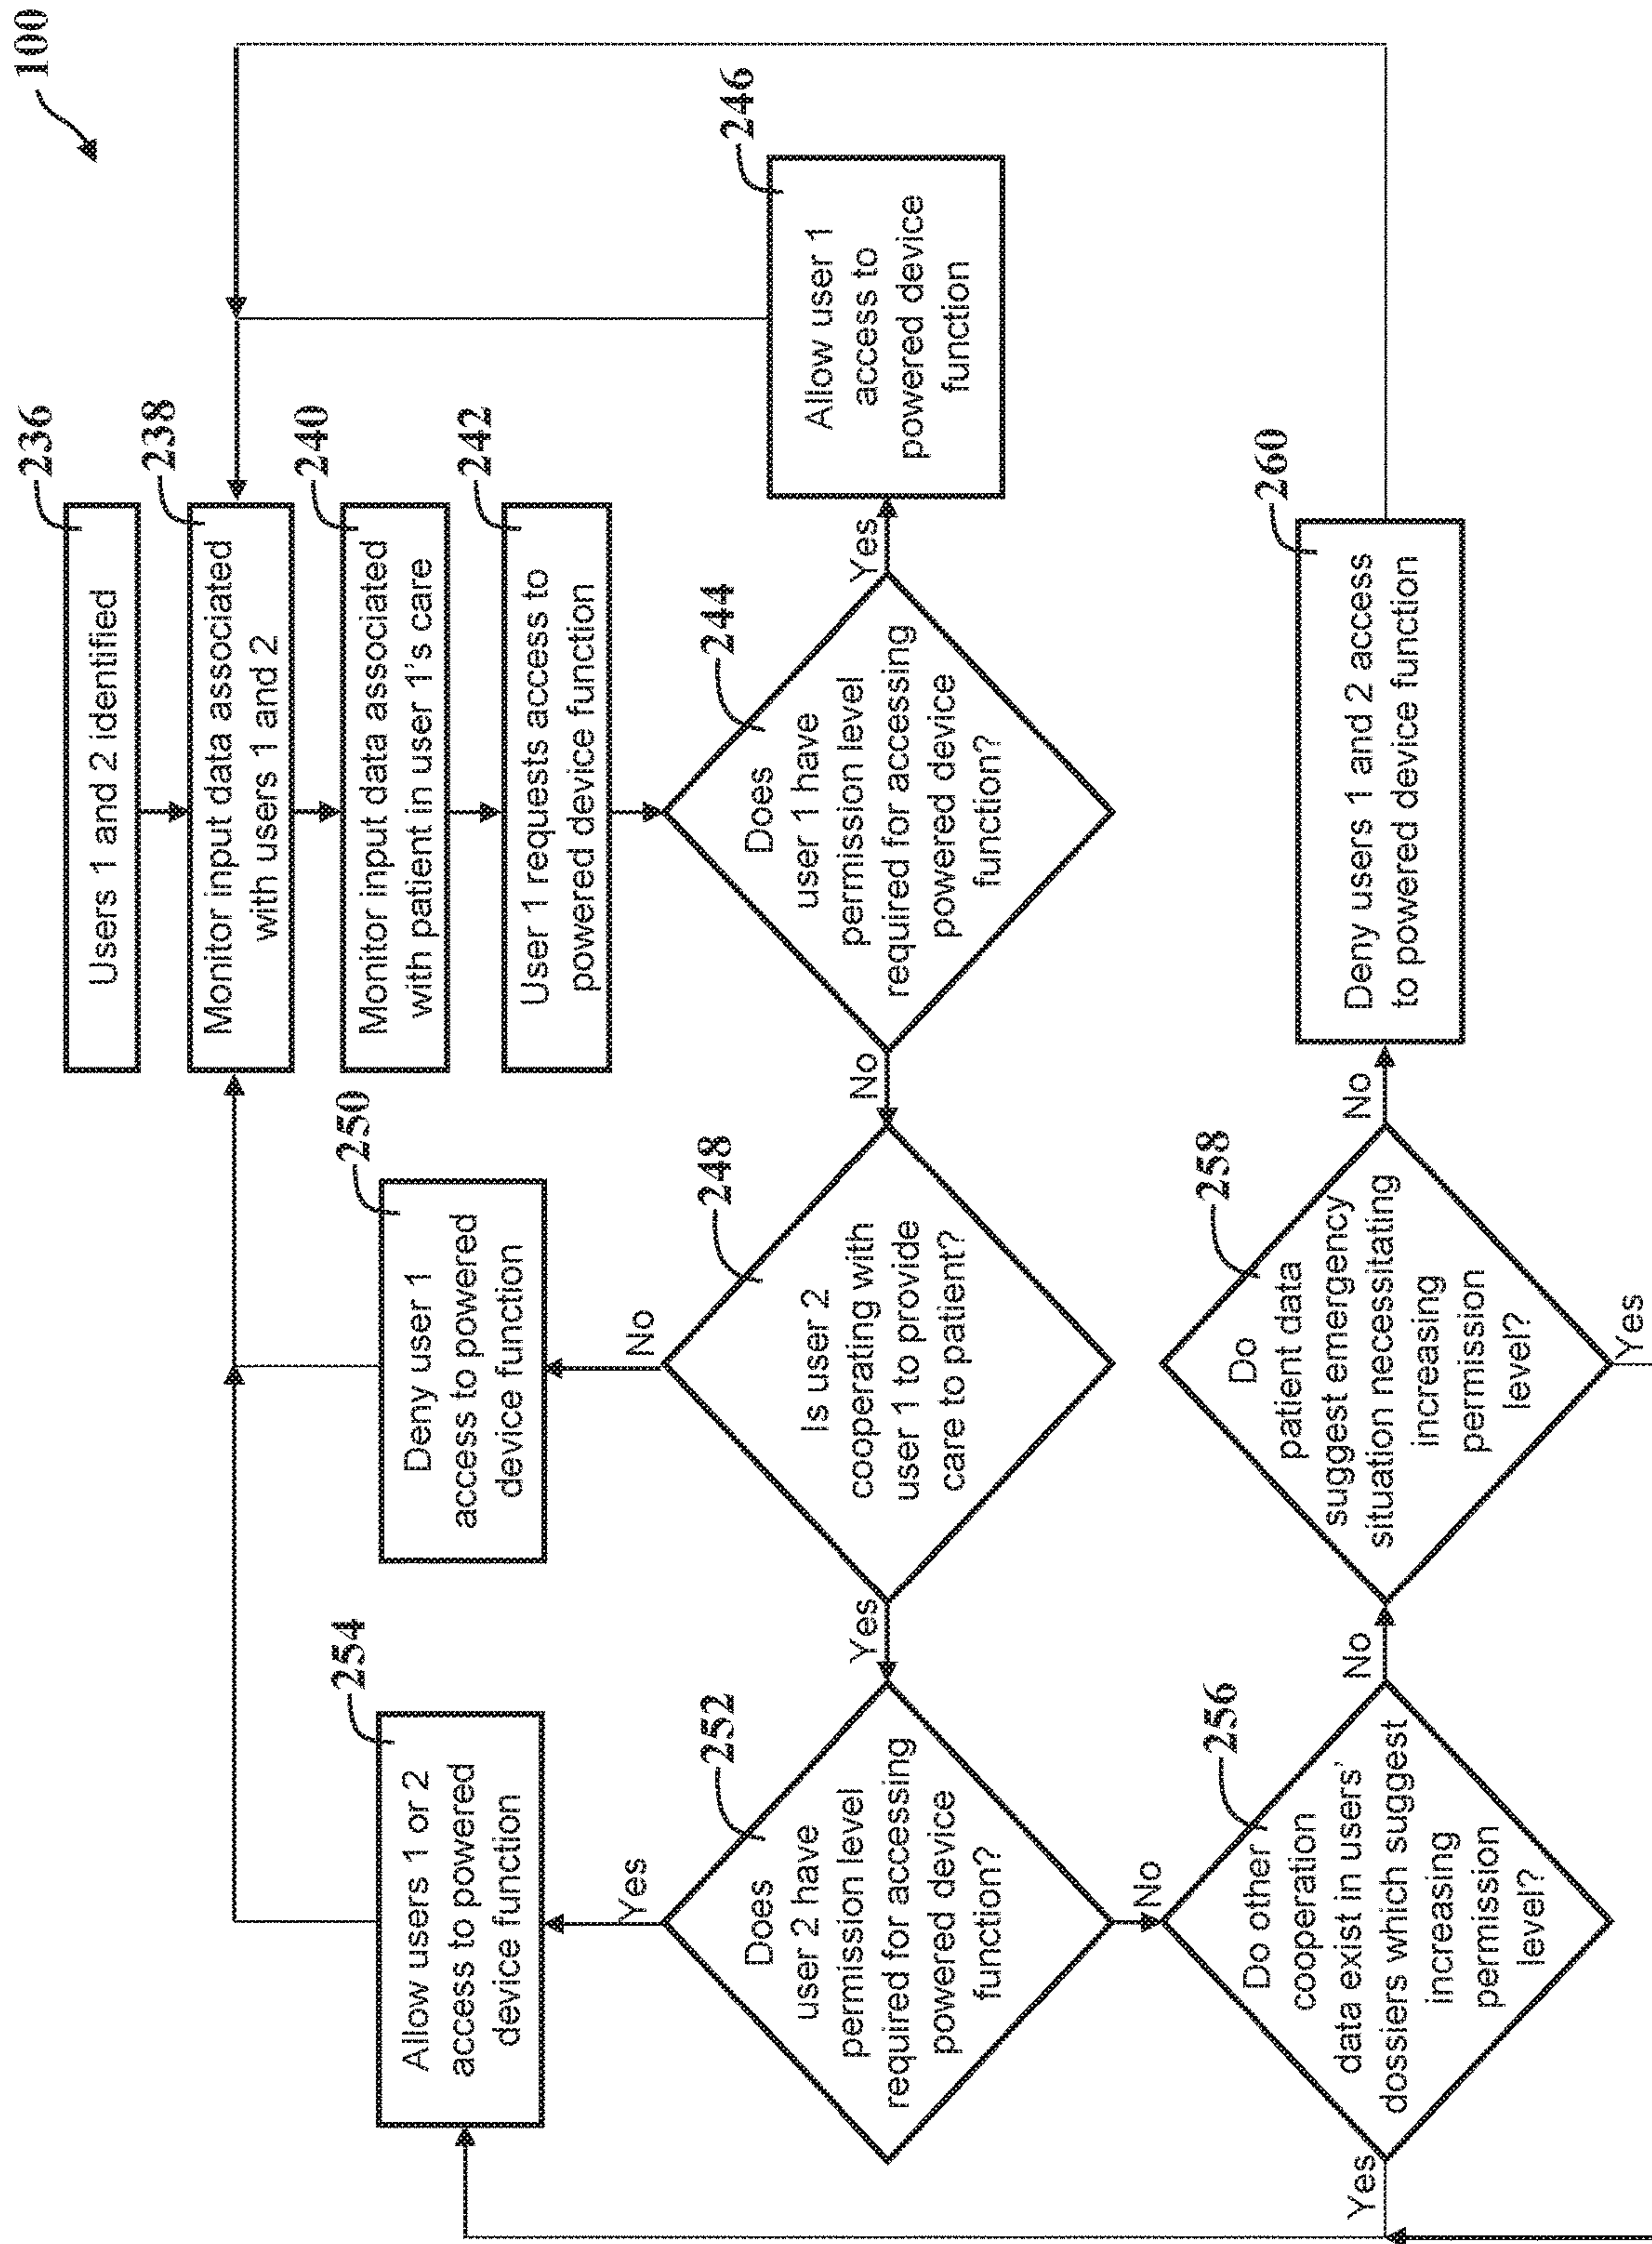 100
236
Users 1 and 2 identified
238
Monitor input data associated
with users 1 and 2
240
Monitor input data associated
with patient in user 1's care
242
User 1 requests access to
powered device function
244
Does
user 1 have
permission level
required for accessing
powered device
function?
Yes
No
246
Allow user 1
access to
powered device
function
248
Is user 2
cooperating with
user 1 to provide
care to patient?
No
Yes
250
Deny user 1
access to powered
device function
252
Does
user 2 have
permission level
required for accessing
powered device
function?
Yes
No
254
Allow users 1 or 2
access to powered
device function
256
Do other
cooperation
data exist in users'
dossiers which suggest
increasing
permission
level?
Yes
No
258
Do
patient data
suggest emergency
situation necessitating
increasing
permission
level?
No
Yes
260
Deny users 1 and 2 access
to powered device function